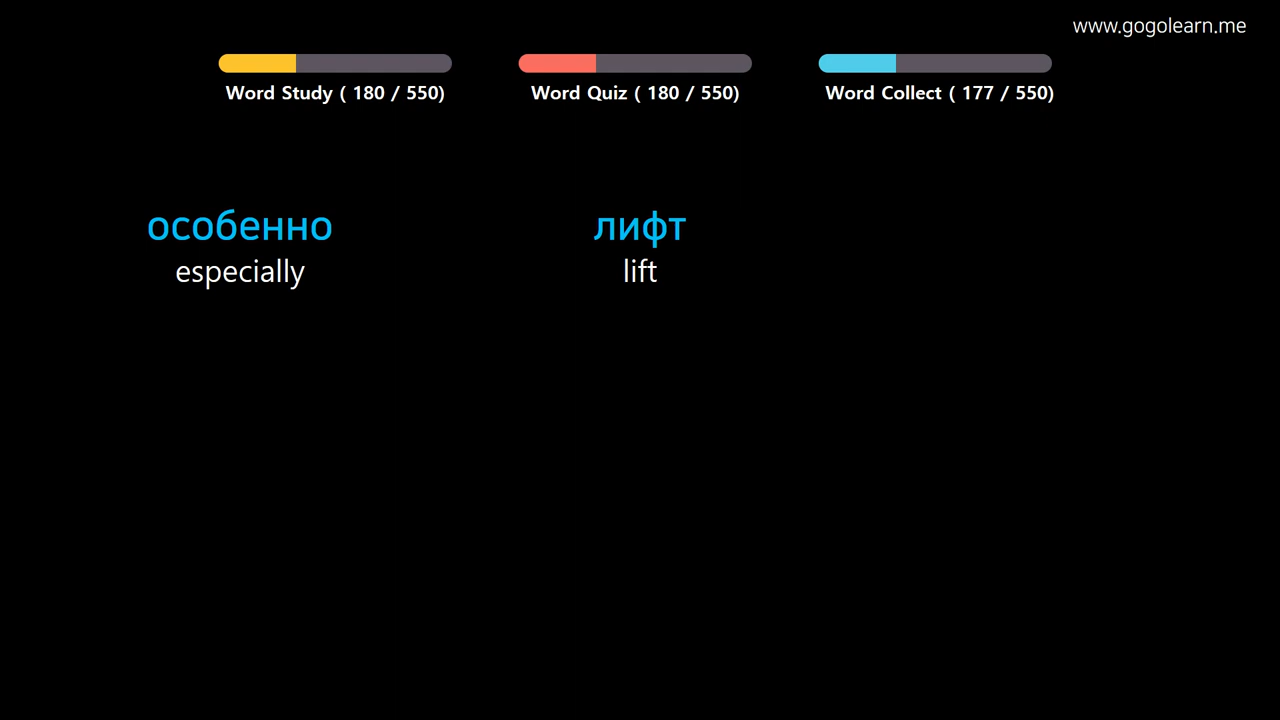 www.gogolearn.me
Word Study ( 180 / 550)
Word Quiz ( 180 / 550)
Word Collect ( 177 / 550)
особенно
especially
лифт
lift